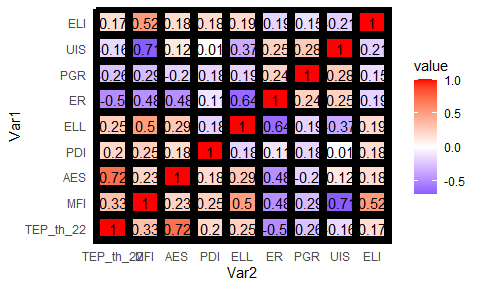 ELI 0.17 0.52 0.18 0.18 0.19 0.19 0.15 0.21 1
UIS 0.16 0.71 0.12 0.01 0.37 0.25 0.28 1 0.21
PGR 0.26 0.29 -0.2 0.18 0.19 0.24 1 0.28 0.15
ER -0.5 0.48 0.48 0.11 0.64 1 0.24 0.25 0.19
ELL 0.25 0.5 0.29 0.18 1 0.64 0.19 0.37 0.19
PDI 0.2 0.25 0.18 1 0.18 0.11 0.18 0.01 0.18
AES 0.72 0.23 1 0.18 0.29 0.48 -0.2 0.12 0.18
MFI 0.33 1 0.23 0.25 0.5 0.48 0.29 0.71 0.52
TEP_th_22 1 0.33 0.72 0.2 0.25 -0.5 0.26 0.16 0.17
TEP_th_22 MFI AES PDI ELL ER PGR UIS ELI
Var2
Var1
value
1.0
0.5
0.0
-0.5